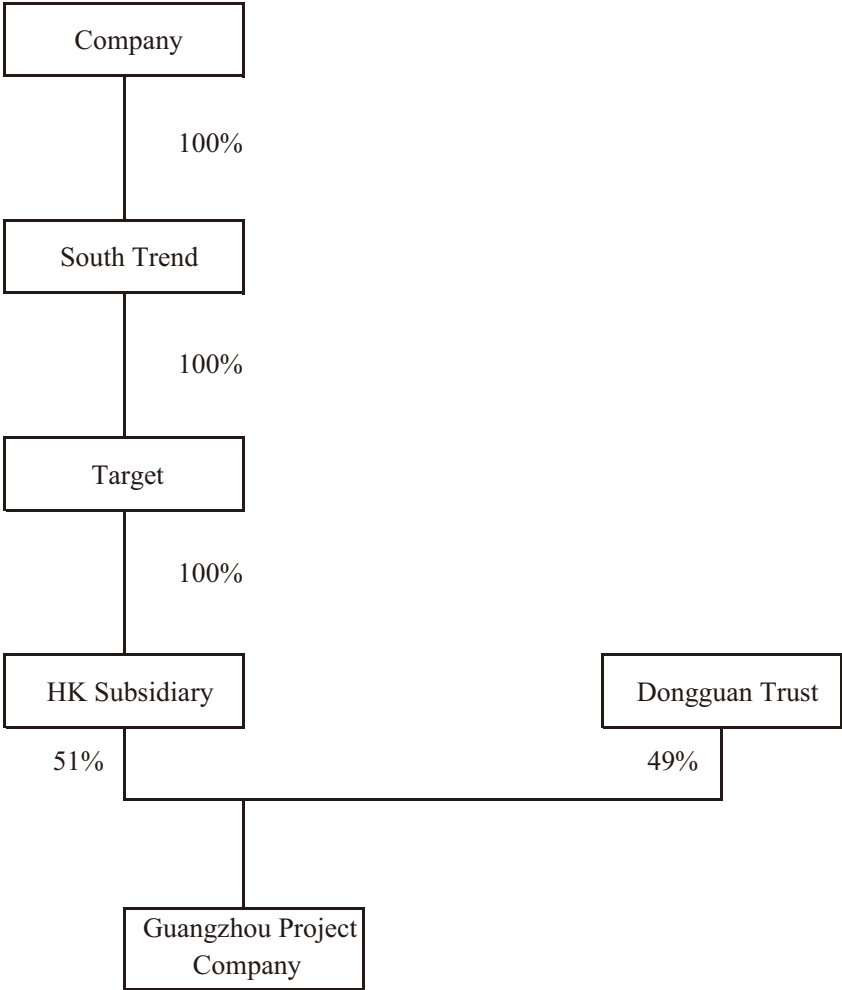 Company
100%
South Trend
100%
Target
100%
HK Subsidiary
Dongguan Trust
51%
49%
Guangzhou Project
Company